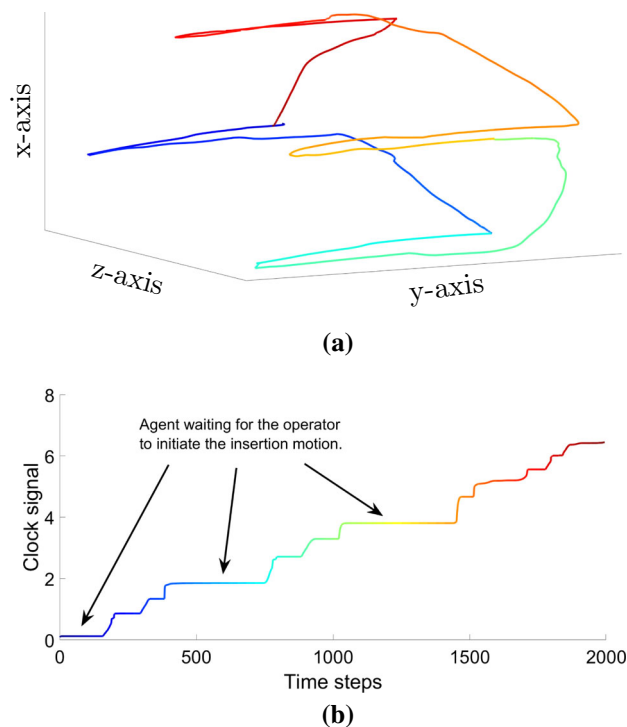 x-axis
z-axis
y-axis
(a)
8
Agent waiting for the operator
to initiate the insertion motion.
6
4
2
0
Clock signal
0 500 1000 1500 2000
Time steps
(b)